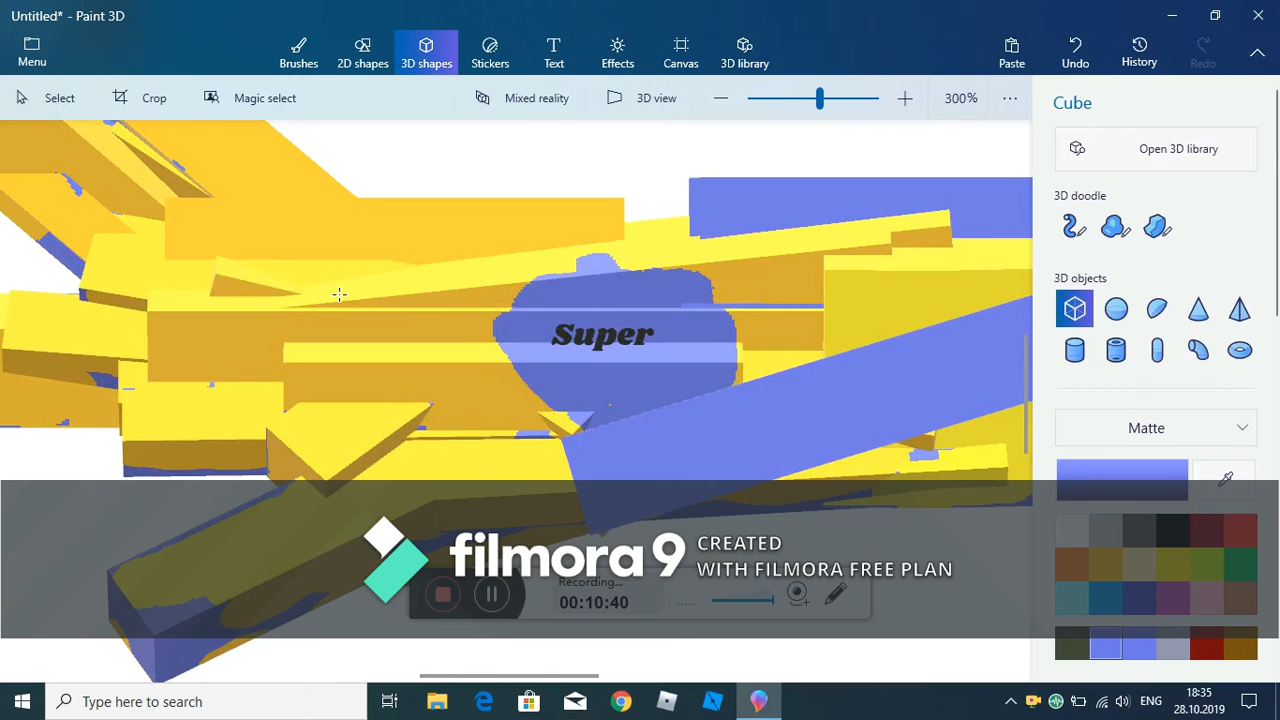 Untitled* - Paint 3D
Menu
Brushes
2D shapes
3D shapes
Stickers
Text
Effects
Canvas
3D library
Paste
Undo
History
Redo
Select
Crop
Magic select
Mixed reality
3D view
300%
Cube
Open 3D library
3D doodle
3D objects
Matte
Super
filmora 9
CREATED
WITH FILMORA FREE PLAN
Recording...
00:10:40
Type here to search
ENG
18:35
28.10.2019